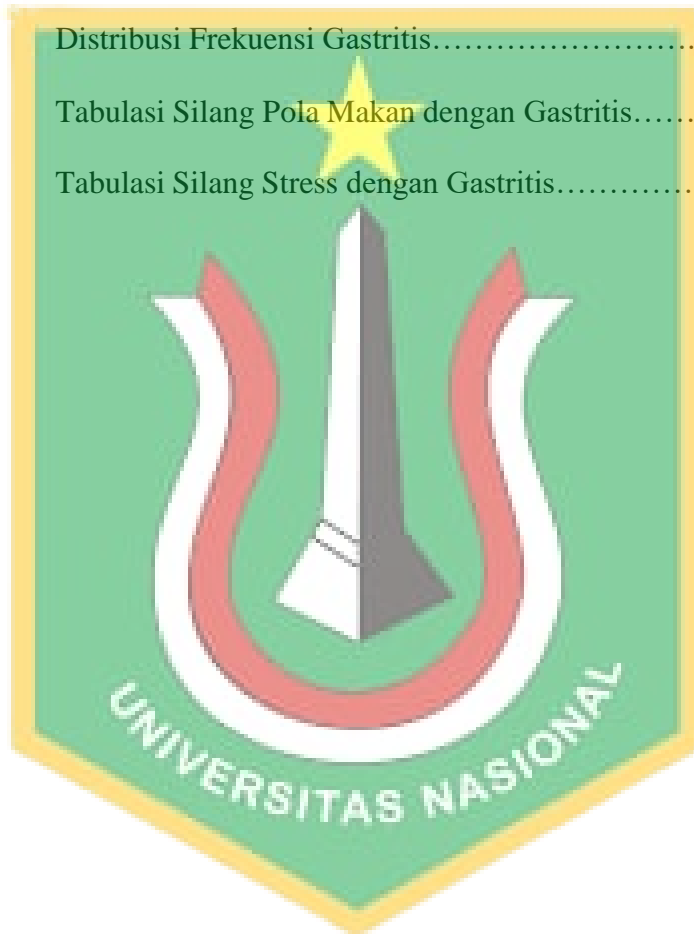 Distribusi Frekuensi Gastritis……………………
Tabulasi Silang Pola Makan dengan Gastritis……
Tabulasi Silang Stress dengan Gastritis…………
UNIVERSITAS NASIONAL